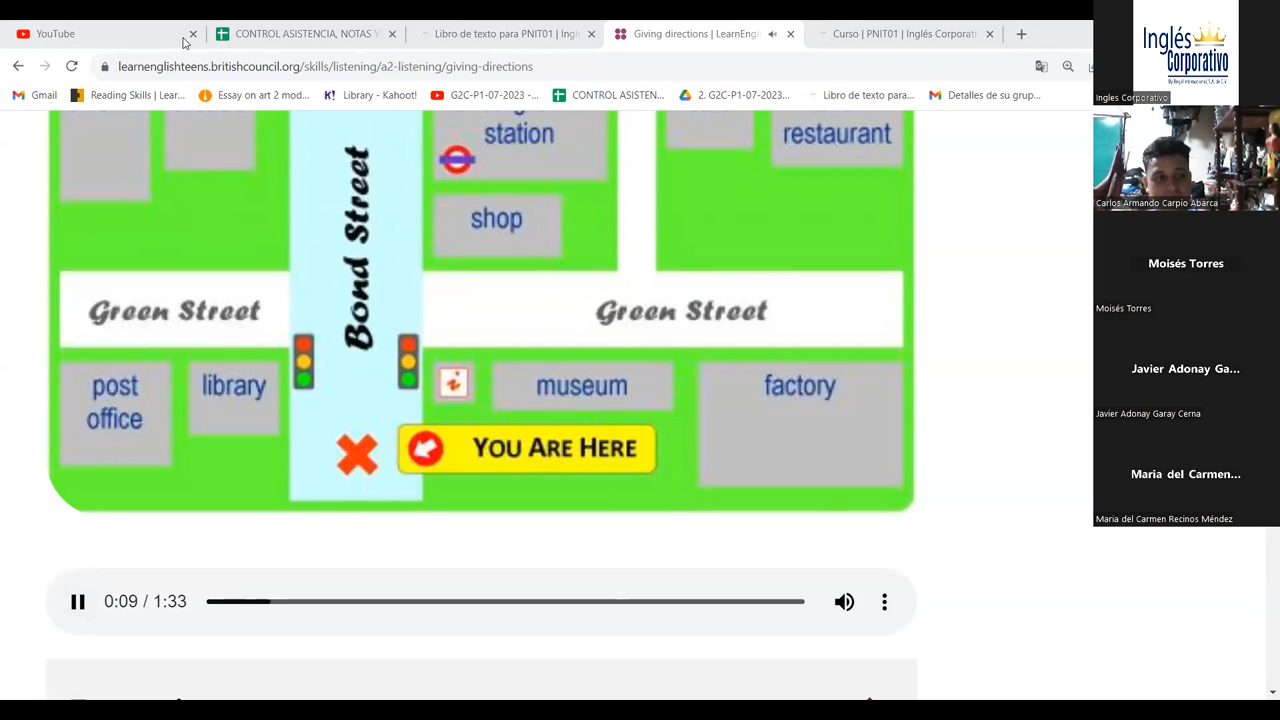 YouTube
CONTROL ASISTENCIA, NOTAS Y
Libro de texto para PNIT01 | Ingl
Giving directions | LearnEngl
Curso | PNIT01 | Inglés Corporati
learnenglishteens.britishcouncil.org/skills/listening/a2-listening/giving
Gmail
Reading Skills | Lear...
Essay on art 2 mod...
Library - Kahoot!
G2C-P1-07-2023-...
CONTROL ASISTEN...
2. G2C-P1-07-2023...
Libro de texto para...
Detalles de su grup...
station
restaurant
shop
Bond Street
Green Street
Green Street
post
office
library
i
museum
factory
YOU ARE HERE
0:09 / 1:33
Inglés
Corporativo
Ingles Corporativo
Carlos Armando Carpio Abarca
Moisés Torres
Moisés Torres
Javier Adonay Ga...
Javier Adonay Garay Cerna
Maria del Carmen...
Maria del Carmen Recinos Méndez